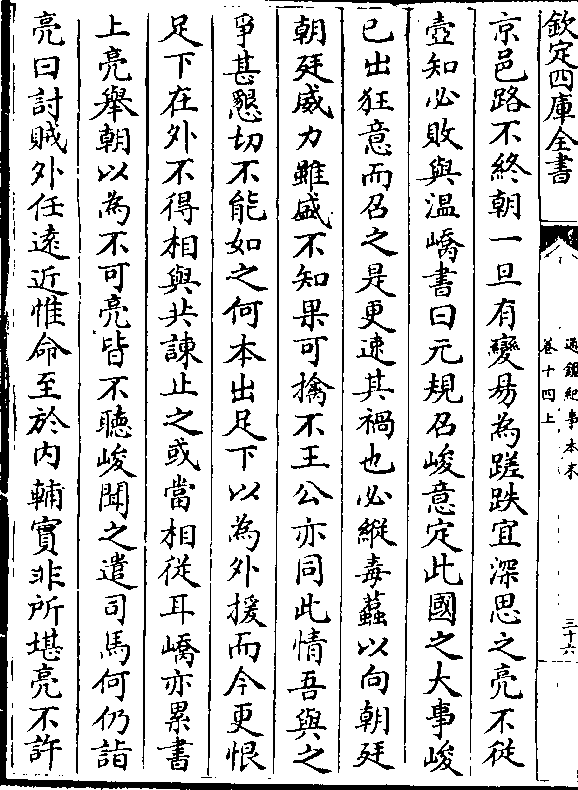 欽定四庫全書
通鑑紀事本末
卷十四上
三十六
京邑路不終朝一旦有變易為蹉跌宜深思之亮不從
壼知必敗與溫嶠書曰元規召峻意定此國之大事峻
已出狂意而召之是更速其禍也必縱毒蠚以向朝廷
朝廷威力雖盛不知果可擒不王公亦同此情吾與之
爭甚懇切不能如之何本出足下以為外援而今更恨
足下在外不得相與共諫止之或當相從耳嶠亦累書
上亮舉朝以為不可亮皆不聽峻聞之遣司馬何仍詣
亮曰討賊外任遠近惟命至於內輔實非所堪亮不許